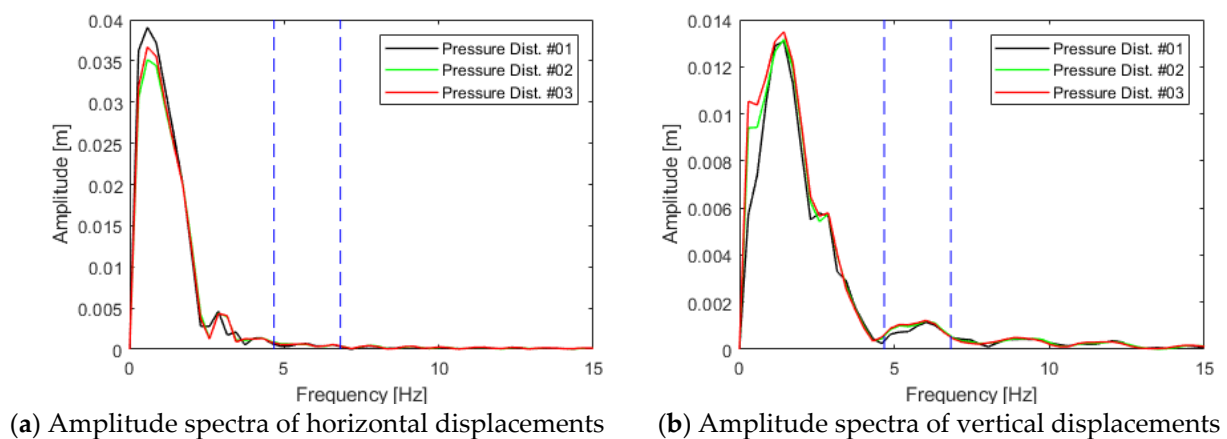 0.04
0.035
0.03
0.025
0.02
0.015
0.01
0.005
0
Amplitude [m]
0
5
10
15
Frequency [Hz]
Pressure Dist. #01
Pressure Dist. #02
Pressure Dist. #03
(a) Amplitude spectra of horizontal displacements
0.014
0.012
0.01
0.008
0.006
0.004
0.002
0
Amplitude [m]
0
5
10
15
Frequency [Hz]
Pressure Dist. #01
Pressure Dist. #02
Pressure Dist. #03
(b) Amplitude spectra of vertical displacements